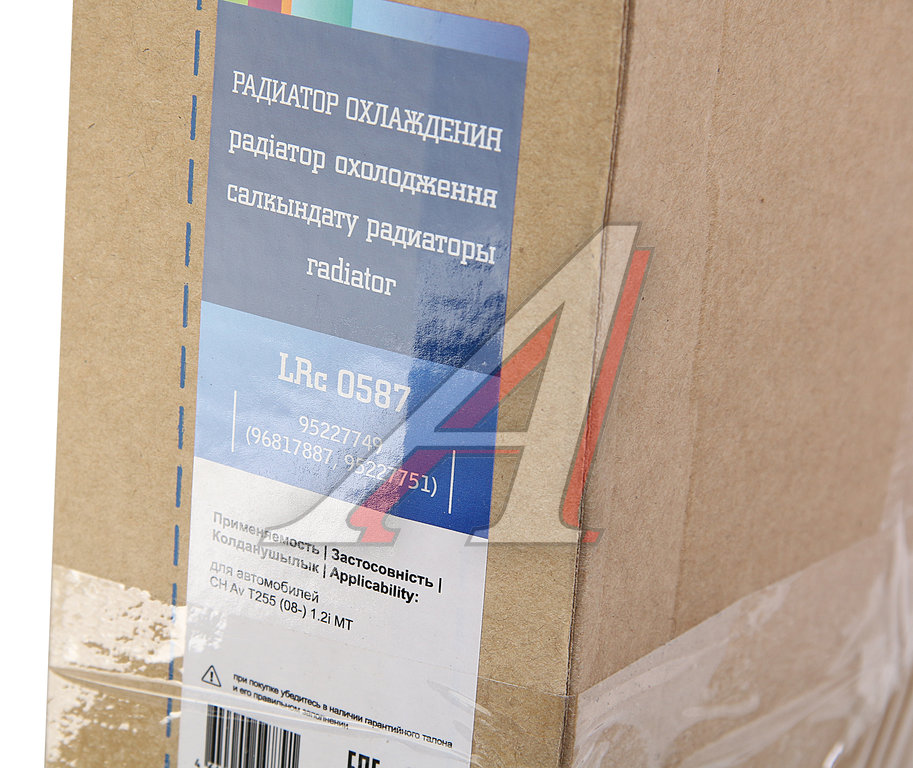 РАДИАТОР ОХЛАЖДЕНИЯ
радіатор охолодження
салкындату радиаторы
radiator
LRc 0587
95227749
(96817887, 95227751)
Применяемость | Застосовність |
Колданушылык | Applicability:
для автомобилей
CH Av T255 (08-) 1.2i MT
при покупке убедитесь в наличии гарантийного талона
и его правильном заполнении